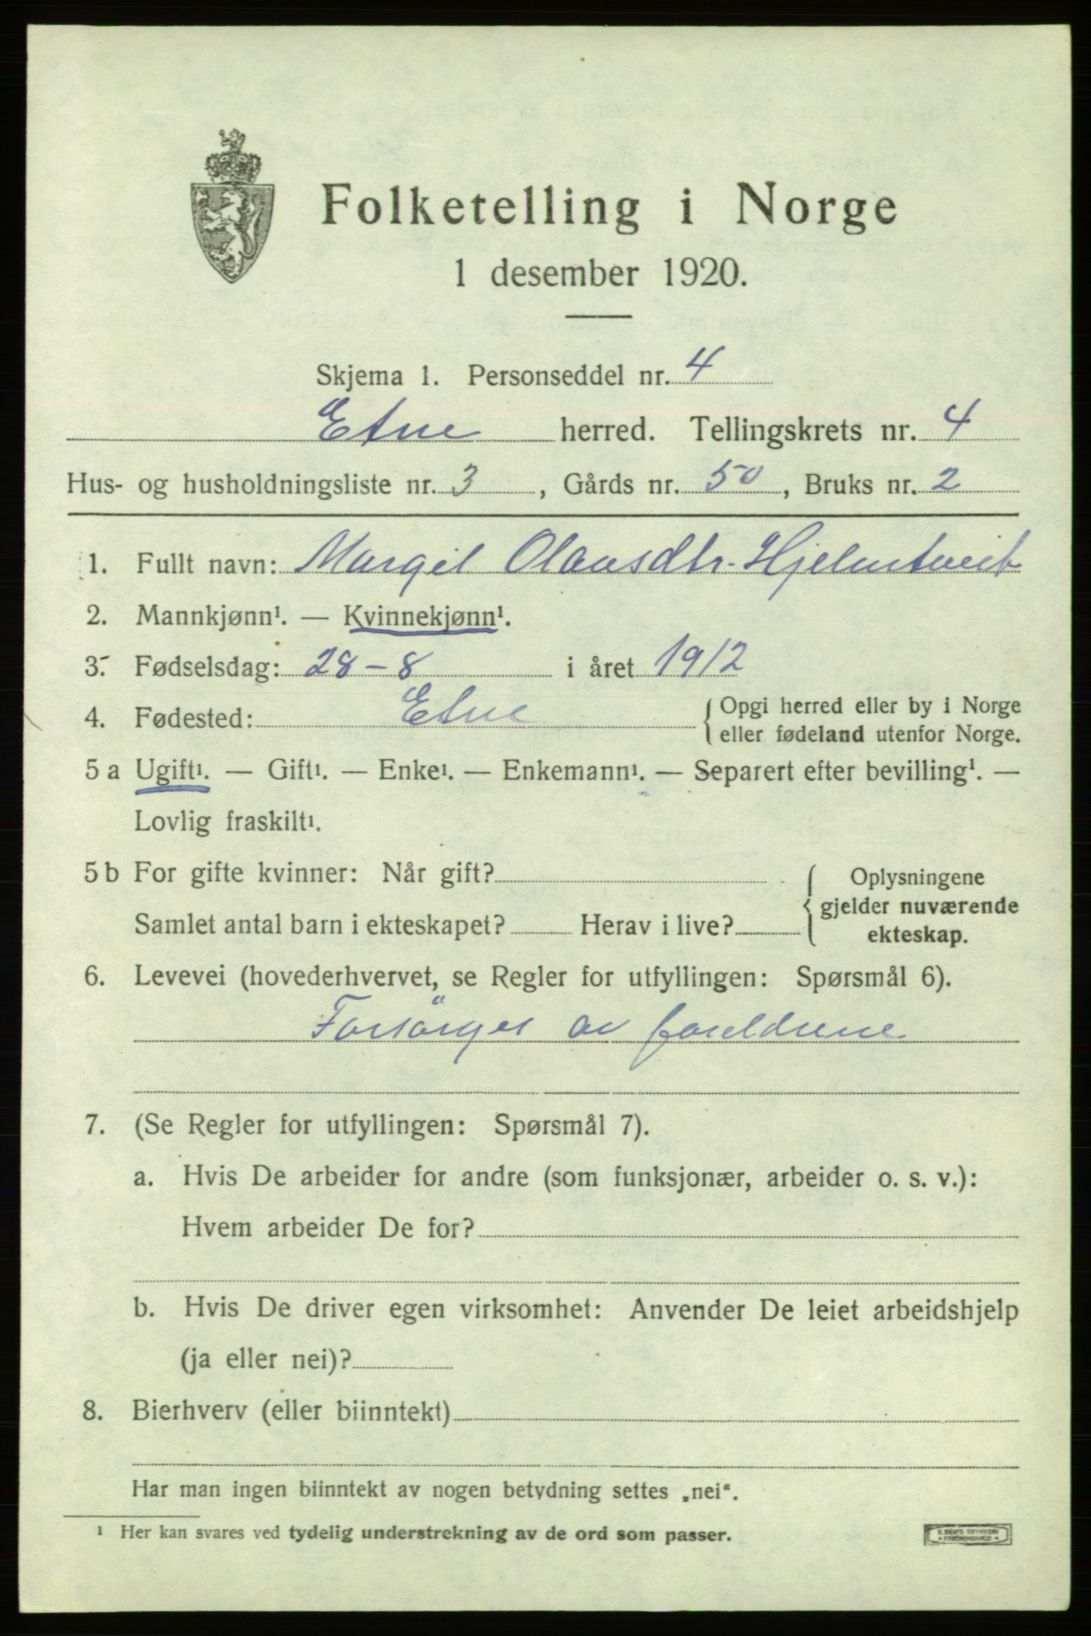 Folketelling i Norge
1 desember 1920.
Skjema 1. Personseddel nr. 4
Etne herred. Tellingskrets nr. 4
Hus- og husholdningsliste nr. 3, Gårds nr. 50, Bruks nr. 2
1. Fullt navn: Margit Olausdtr. Hjelmtveit
2. Mannkjønn¹. — Kvinnekjønn¹.
3. Fødselsdag: 28-8 i året 1912
4. Fødested: Etne {Opgi herred eller by i Norge
eller fødeland utenfor Norge.
5 a Ugift¹. — Gift¹. — Enke¹. — Enkemann¹. — Separert efter bevilling¹. —
Lovlig fraskilt¹.
5 b For gifte kvinner: Når gift? { Oplysningene
gjelder nuværende
Samlet antal barn i ekteskapet? Herav i live? ekteskap.
6. Levevei (hovederhvervet, se Regler for utfyllingen: Spørsmål 6).
Forsörges av foreldrene
7. (Se Regler for utfyllingen: Spørsmål 7).
a. Hvis De arbeider for andre (som funksjonær, arbeider o. s. v.):
Hvem arbeider De for?
b. Hvis De driver egen virksomhet: Anvender De leiet arbeidshjelp
(ja eller nei)?
8. Bierhverv (eller biinntekt)
Har man ingen biinntekt av nogen betydning settes „nei".
¹ Her kan svares ved tydelig understrekning av de ord som passer.